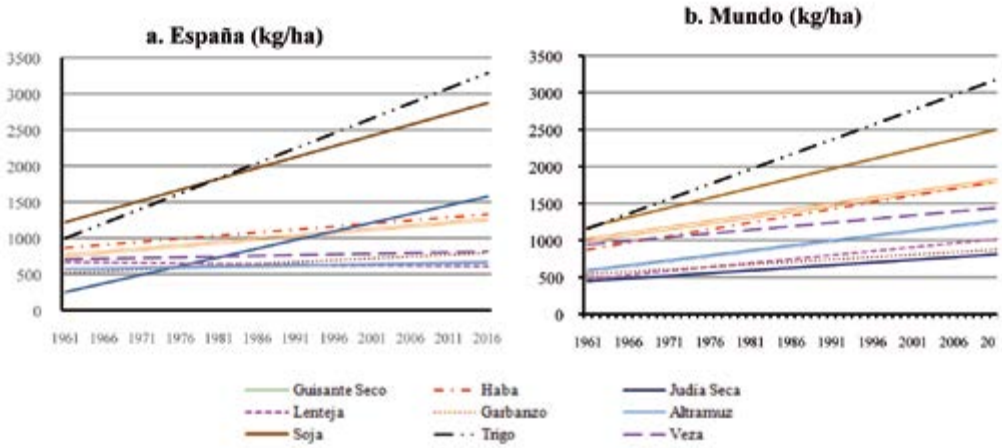 a. España (kg/ha)
3500
3000
2500
2000
1500
1000
500
0
1961 1966 1971 1976 1981 1986 1991 1996 2001 2006 2011 2016
b. Mundo (kg/ha)
3500
3000
2500
2000
1500
1000
500
0
1961 1966 1971 1976 1981 1986 1991 1996 2001 2006 20
Guisante Seco Haba Judía Seca
Lenteja Garbanzo Altramuz
Soja Trigo Veza